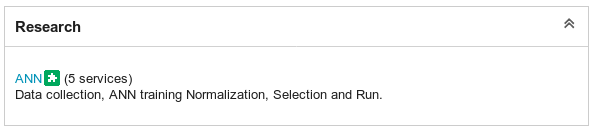 Research
ANN (5 services)
Data collection, ANN training Normalization, Selection and Run.